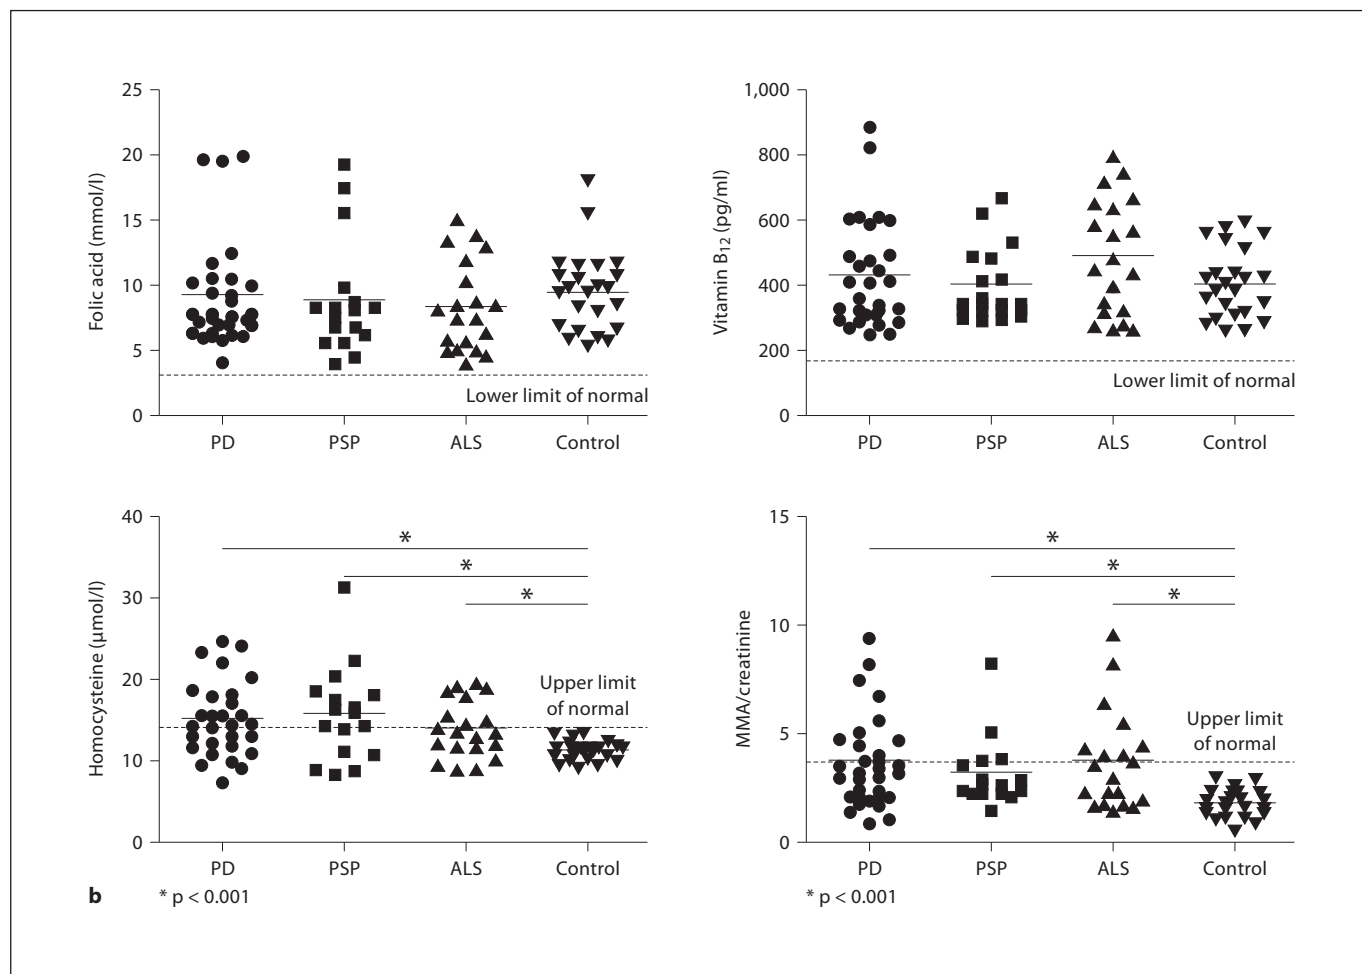 Folic acid (mmol/l)
25
20
15
10
5
0
Lower limit of normal
PD PSP ALS Control
Vitamin B12 (pg/ml)
1,000
800
600
400
200
0
Lower limit of normal
PD PSP ALS Control
Homocysteine (μmol/l)
40
30
20
10
0
*
*
*
Upper limit
of normal
PD PSP ALS Control
b
* p < 0.001
MMA/creatinine
15
10
5
0
*
*
*
Upper limit
of normal
PD PSP ALS Control
* p < 0.001